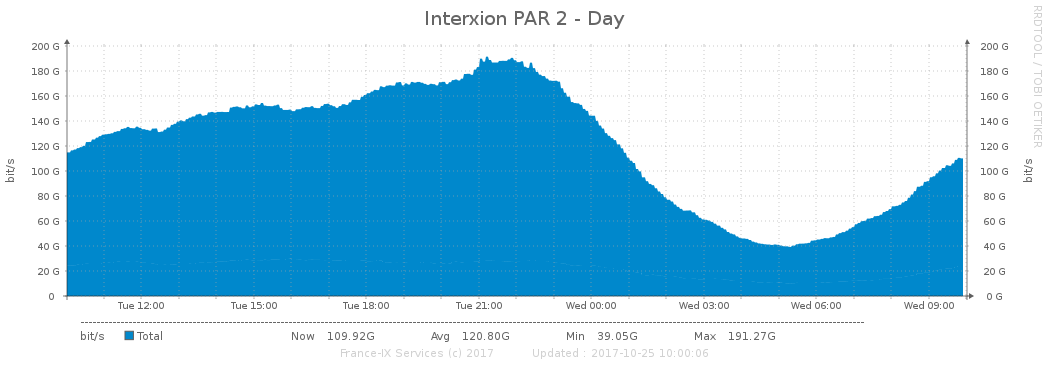 Interxion PAR 2 - Day
RRDTOOL / TOBI OETIKER
200 G 200 G
180 G 180 G
160 G 160 G
140 G 140 G
120 G 120 G
100 G 100 G
80 G 80 G
60 G 60 G
40 G 40 G
20 G 20 G
0 0 G
bit/s
bit/s
Tue 12:00 Tue 15:00 Tue 18:00 Tue 21:00 Wed 00:00 Wed 03:00 Wed 06:00 Wed 09:00
bit/s Total Now 109.92G Avg 120.80G Min 39.05G Max 191.27G
France-IX Services (c) 2017 Updated : 2017-10-25 10:00:06